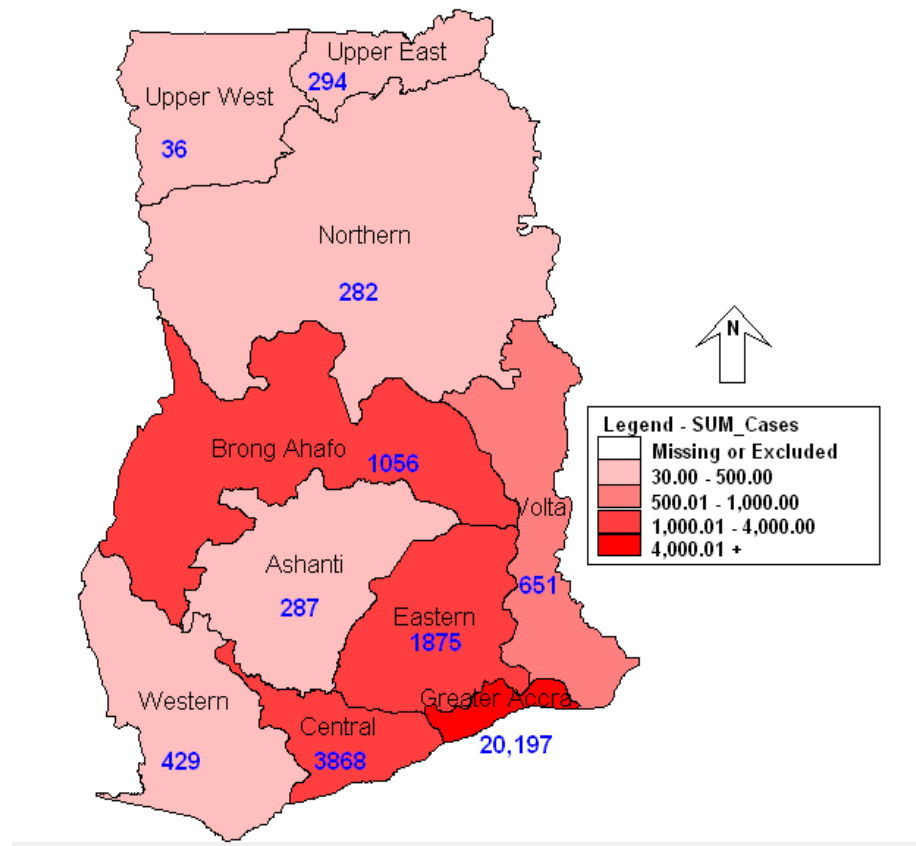 Upper East
294
Upper West
36
Northern
282
N
Legend - SUM_Cases
Missing or Excluded
30.00 - 500.00
500.01 - 1,000.00
1,000.01 - 4,000.00
4,000.01 +
Brong Ahafo
1056
Volta
651
Ashanti
287
Eastern
1875
Western
429
Central
3868
Greater Accra
20,197